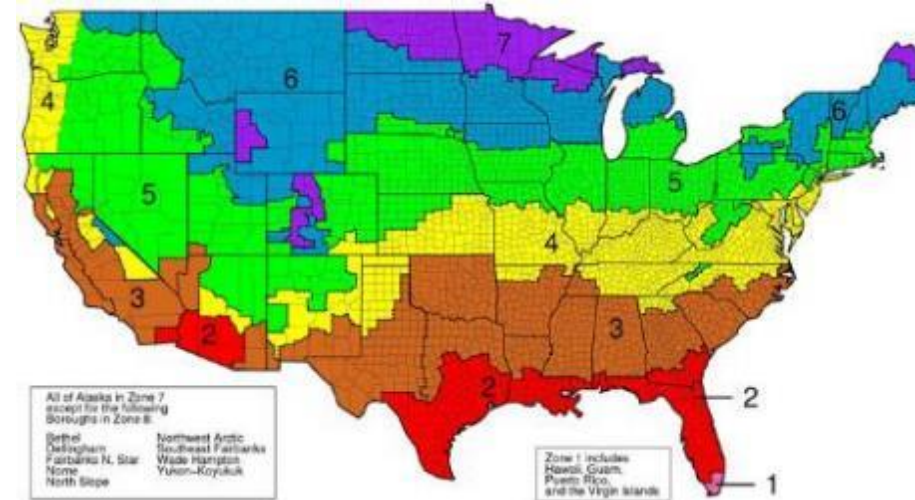 7
6
4
6
5
5
4
3
3
2
2
2
1
All of Alaska in Zone 7
except for the following
Boroughs in Zone 8:
Bethel Northwest Arctic
Dellingham Southeast Fairbanks
Fairbanks N. Star Wade Hampton
Nome Yukon-Koyukuk
North Slope
Zone 1 includes
Hawaii, Guam,
Puerto Rico,
and the Virgin Islands